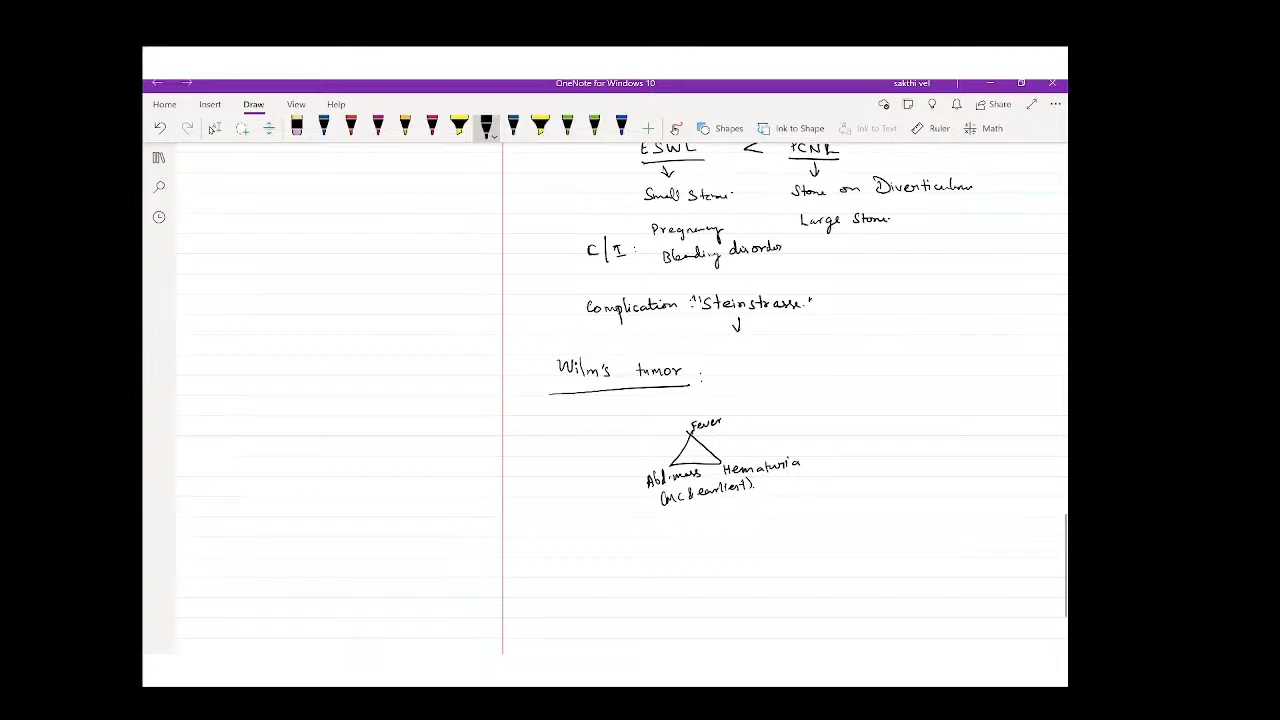 OneNote for Windows 10
sakthi vel
Home Insert Draw View Help
Share
Shapes Ink to Shape Ink to Text Ruler Math
ESWL < PCNL
Small Stone. Stone on Diverticulum
Large Stone.
Pregnancy
C/I : Bleeding disorder
Complication : "Steinstrasse."
Wilm's tumor :
Fever
Abd. mass Hematuria
(MC & earliest).